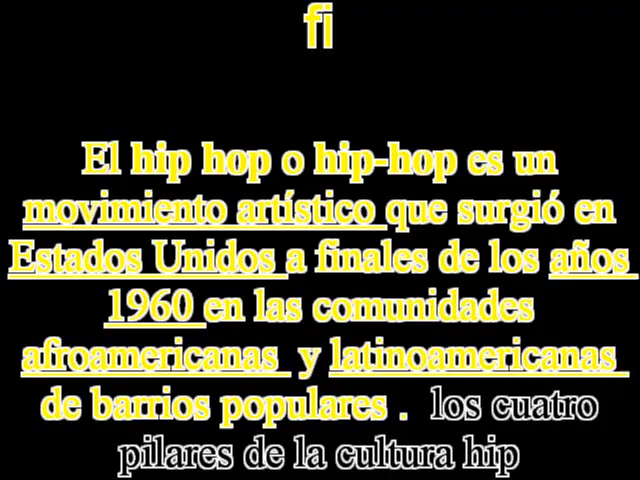 fi
El hip hop o hip-hop es un
movimiento artístico que surgió en
Estados Unidos a finales de los años
1960 en las comunidades
afroamericanas y latinoamericanas
de barrios populares . los cuatro
pilares de la cultura hip